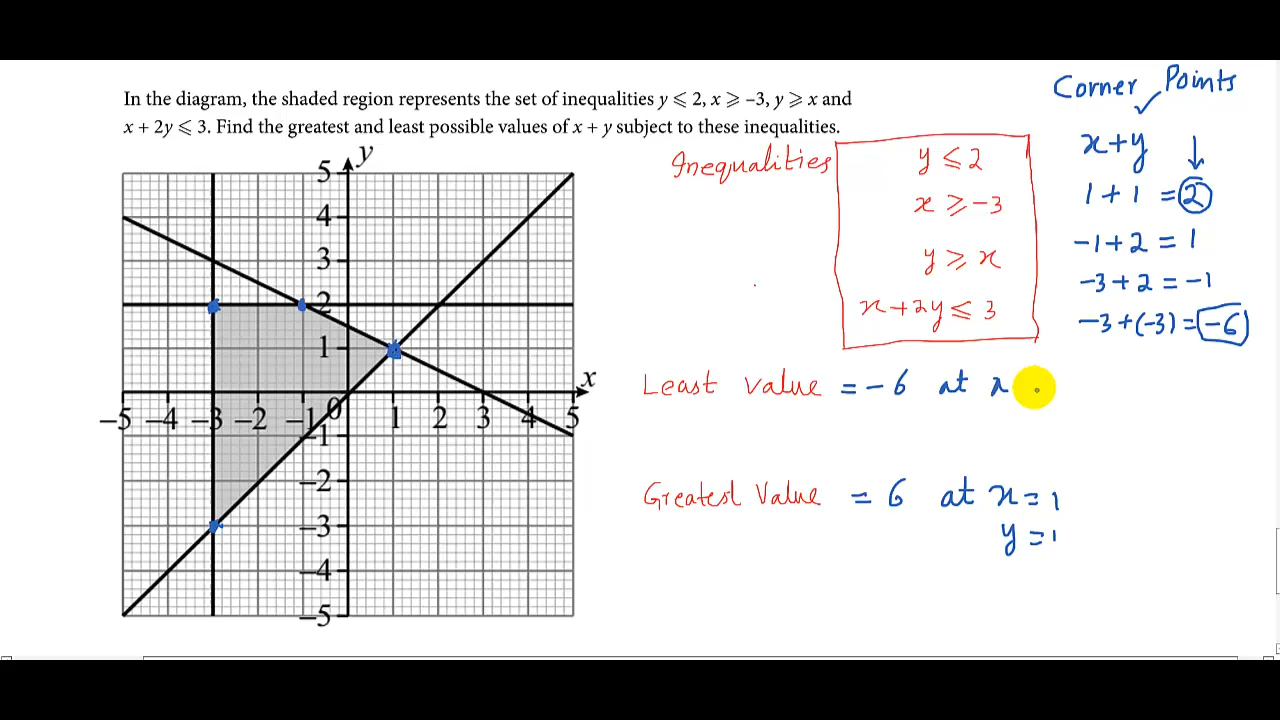 In the diagram, the shaded region represents the set of inequalities y ⩽ 2, x ⩾ –3, y ⩾ x and
x + 2y ⩽ 3. Find the greatest and least possible values of x + y subject to these inequalities.
Corner Points
x+y
1 + 1 = 2
-1+2 = 1
-3+2 = -1
-3+(-3) = -6
Inequalities
y ⩽ 2
x ⩾ -3
y ⩾ x
x+2y ⩽ 3
y
5
4
3
2
1
x
–5 –4 –3 –2 –1 0 1 2 3 4 5
–1
–2
–3
–4
–5
Least value = -6 at x
Greatest Value = 6 at x = 1
y = 1